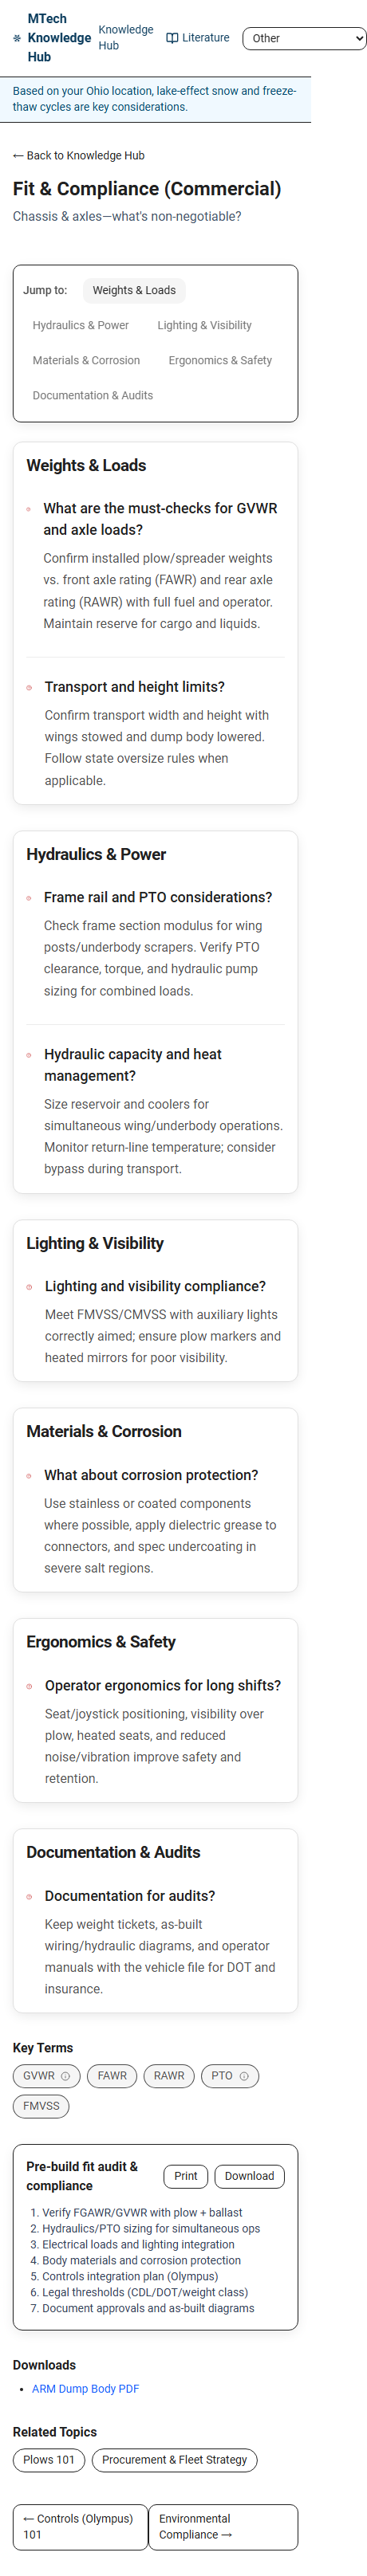 MTech
Knowledge
Hub
Knowledge
Hub
Literature
Other
Based on your Ohio location, lake-effect snow and freeze-
thaw cycles are key considerations.
← Back to Knowledge Hub
Fit & Compliance (Commercial)
Chassis & axles—what's non-negotiable?
Jump to:
Weights & Loads
Hydraulics & Power
Lighting & Visibility
Materials & Corrosion
Ergonomics & Safety
Documentation & Audits
Weights & Loads
What are the must-checks for GVWR
and axle loads?
Confirm installed plow/spreader weights
vs. front axle rating (FAWR) and rear axle
rating (RAWR) with full fuel and operator.
Maintain reserve for cargo and liquids.
Transport and height limits?
Confirm transport width and height with
wings stowed and dump body lowered.
Follow state oversize rules when
applicable.
Hydraulics & Power
Frame rail and PTO considerations?
Check frame section modulus for wing
posts/underbody scrapers. Verify PTO
clearance, torque, and hydraulic pump
sizing for combined loads.
Hydraulic capacity and heat
management?
Size reservoir and coolers for
simultaneous wing/underbody operations.
Monitor return-line temperature; consider
bypass during transport.
Lighting & Visibility
Lighting and visibility compliance?
Meet FMVSS/CMVSS with auxiliary lights
correctly aimed; ensure plow markers and
heated mirrors for poor visibility.
Materials & Corrosion
What about corrosion protection?
Use stainless or coated components
where possible, apply dielectric grease to
connectors, and spec undercoating in
severe salt regions.
Ergonomics & Safety
Operator ergonomics for long shifts?
Seat/joystick positioning, visibility over
plow, heated seats, and reduced
noise/vibration improve safety and
retention.
Documentation & Audits
Documentation for audits?
Keep weight tickets, as-built
wiring/hydraulic diagrams, and operator
manuals with the vehicle file for DOT and
insurance.
Key Terms
GVWR
FAWR
RAWR
PTO
FMVSS
Pre-build fit audit &
compliance
Print
Download
1. Verify FGAWR/GVWR with plow + ballast
2. Hydraulics/PTO sizing for simultaneous ops
3. Electrical loads and lighting integration
4. Body materials and corrosion protection
5. Controls integration plan (Olympus)
6. Legal thresholds (CDL/DOT/weight class)
7. Document approvals and as-built diagrams
Downloads
• ARM Dump Body PDF
Related Topics
Plows 101
Procurement & Fleet Strategy
← Controls (Olympus)
101
Environmental
Compliance →